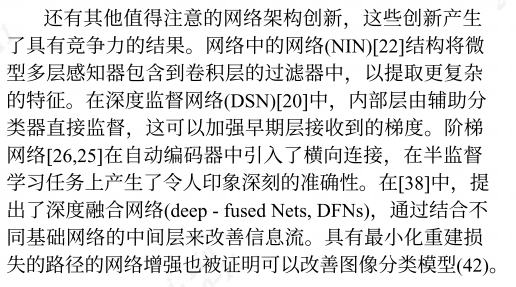 还有其他值得注意的网络架构创新，这些创新产生
了具有竞争力的结果。网络中的网络(NIN)[22]结构将微
型多层感知器包含到卷积层的过滤器中，以提取更复杂
的特征。在深度监督网络(DSN)[20]中，内部层由辅助分
类器直接监督，这可以加强早期层接收到的梯度。阶梯
网络[26,25]在自动编码器中引入了横向连接，在半监督
学习任务上产生了令人印象深刻的准确性。在[38]中，提
出了深度融合网络(deep - fused Nets, DFNs)，通过结合不
同基础网络的中间层来改善信息流。具有最小化重建损
失的路径的网络增强也被证明可以改善图像分类模型(42)。